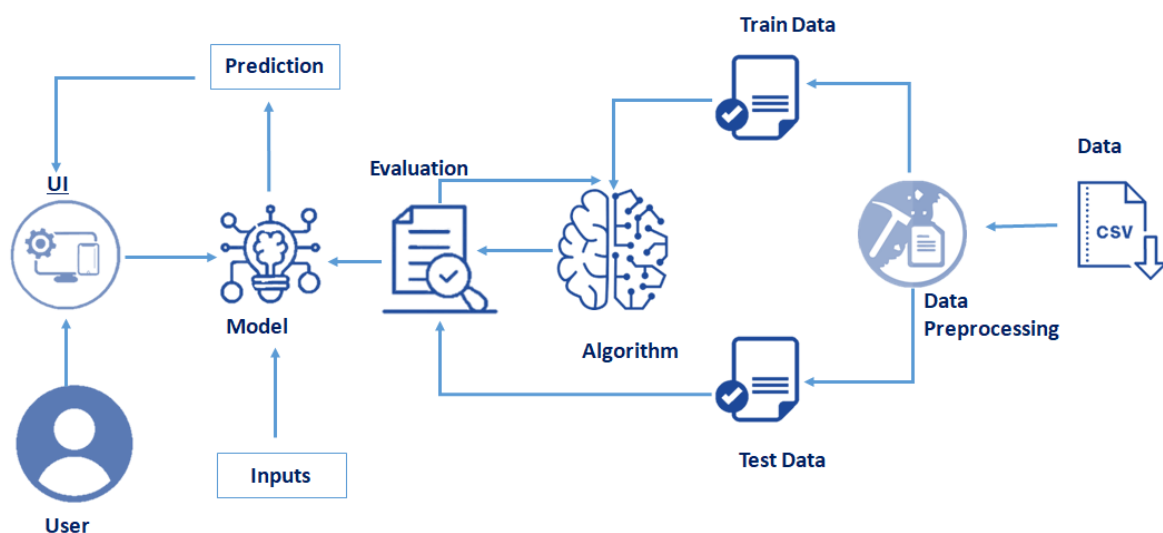 Train Data
Prediction
Data
Evaluation
UI
CSV
Data
Preprocessing
Model
Algorithm
Test Data
Inputs
User